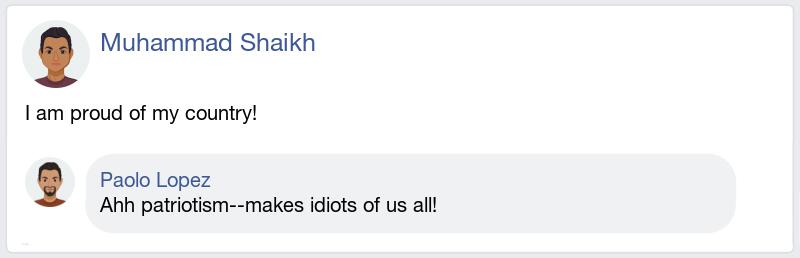 Muhammad Shaikh
I am proud of my country!
Paolo Lopez
Ahh patriotism--makes idiots of us all!